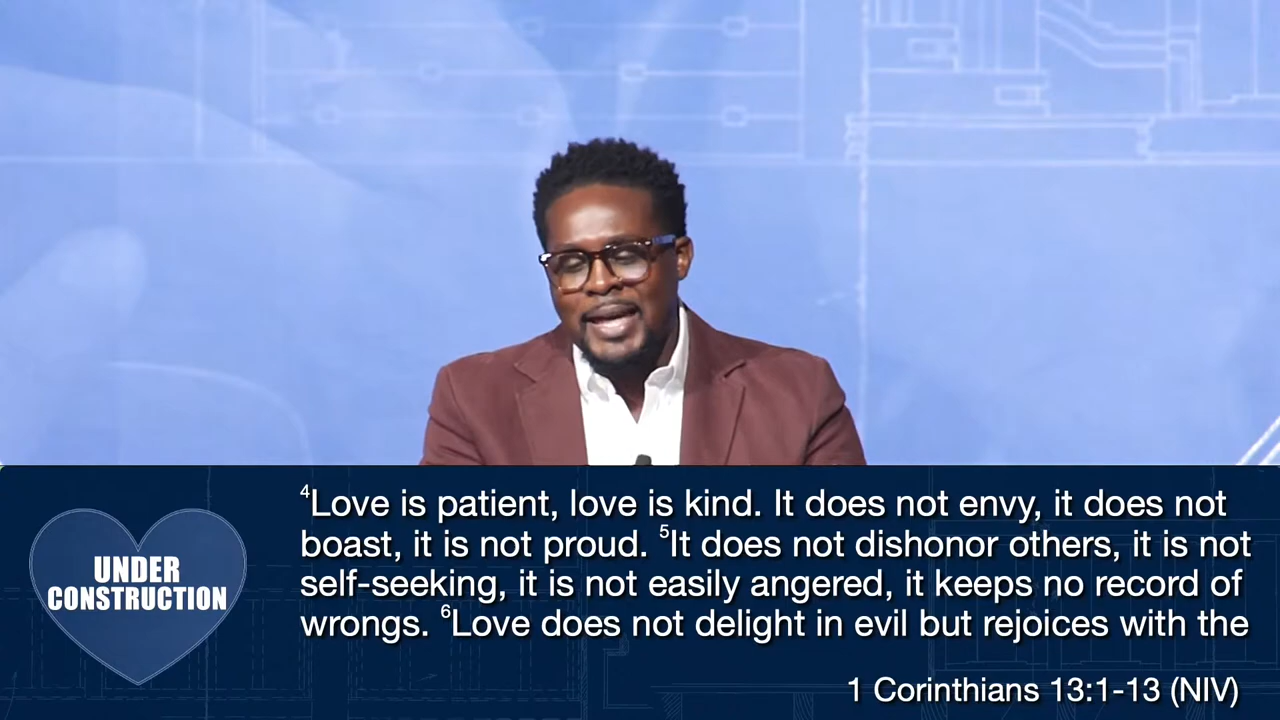 ⁴Love is patient, love is kind. It does not envy, it does not
boast, it is not proud. ⁵It does not dishonor others, it is not
self-seeking, it is not easily angered, it keeps no record of
wrongs. ⁶Love does not delight in evil but rejoices with the
UNDER
CONSTRUCTION
1 Corinthians 13:1-13 (NIV)